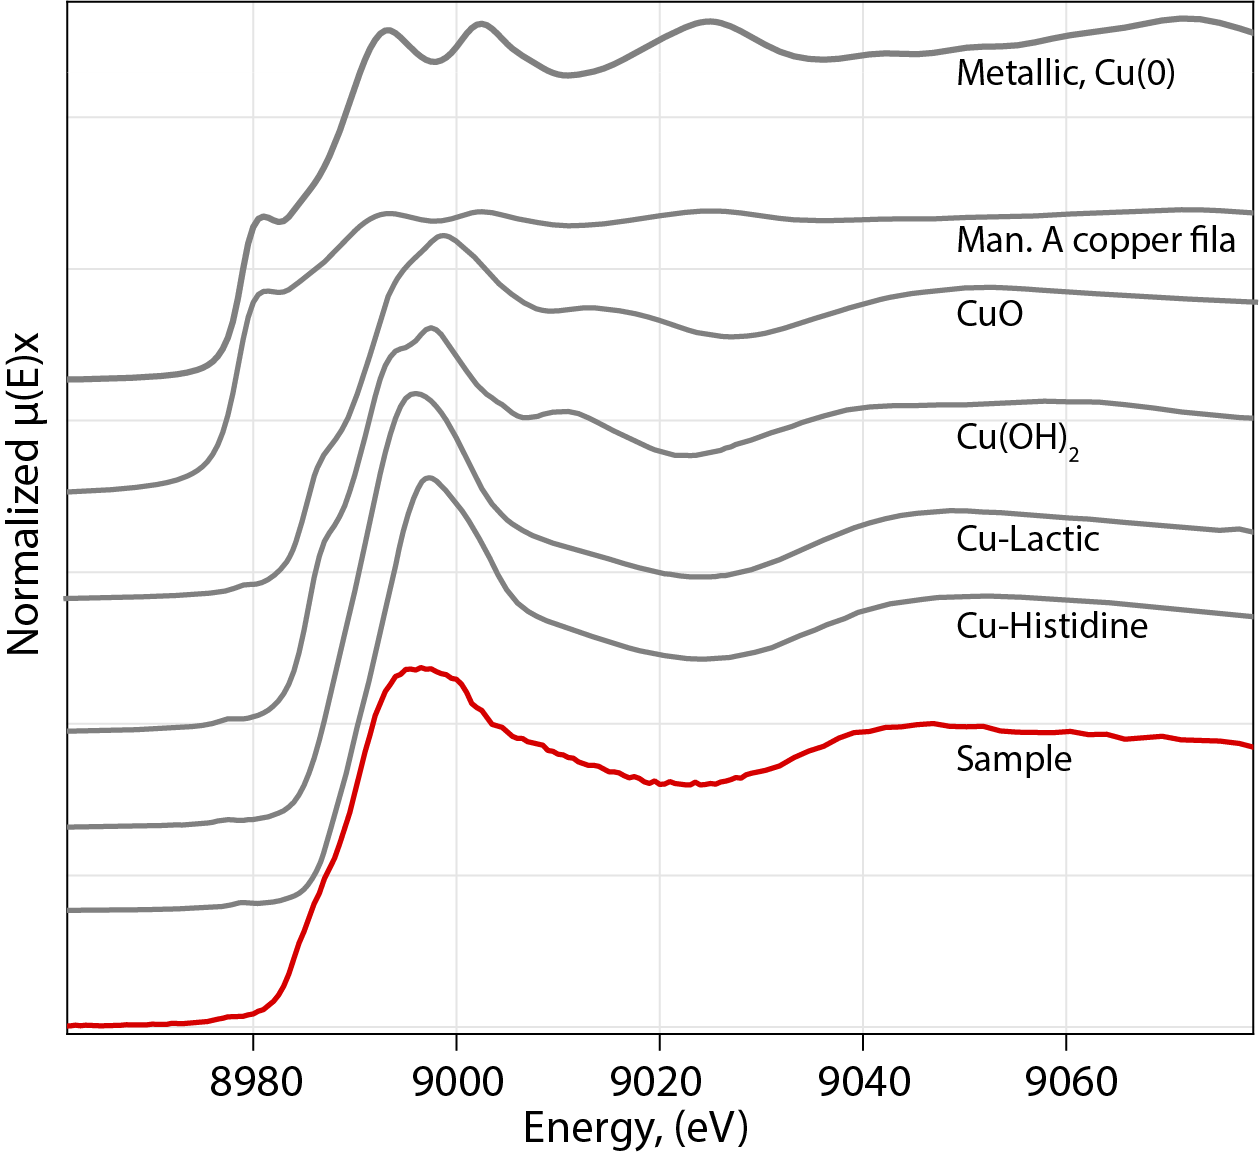 Metallic, Cu(0)
Man. A copper fila
CuO
Cu(OH)₂
Cu-Lactic
Cu-Histidine
Sample
Normalized μ(E)x
8980 9000 9020 9040 9060
Energy, (eV)